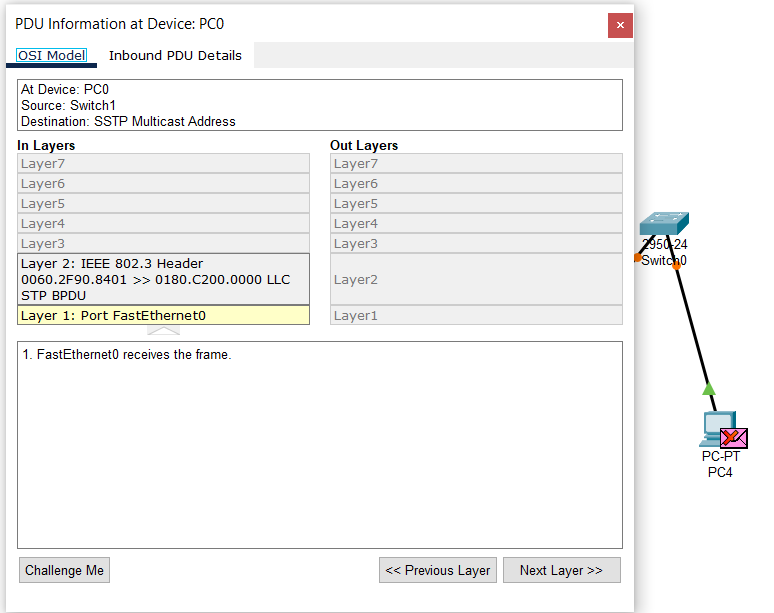 PDU Information at Device: PC0
OSI Model Inbound PDU Details
At Device: PC0
Source: Switch1
Destination: SSTP Multicast Address
In Layers
Layer7
Layer6
Layer5
Layer4
Layer3
Layer 2: IEEE 802.3 Header
0060.2F90.8401 >> 0180.C200.0000 LLC
STP BPDU
Layer 1: Port FastEthernet0
Out Layers
Layer7
Layer6
Layer5
Layer4
Layer3
Layer2
Layer1
1. FastEthernet0 receives the frame.
Challenge Me
<< Previous Layer
Next Layer >>
2950-24
Switch0
PC-PT
PC4